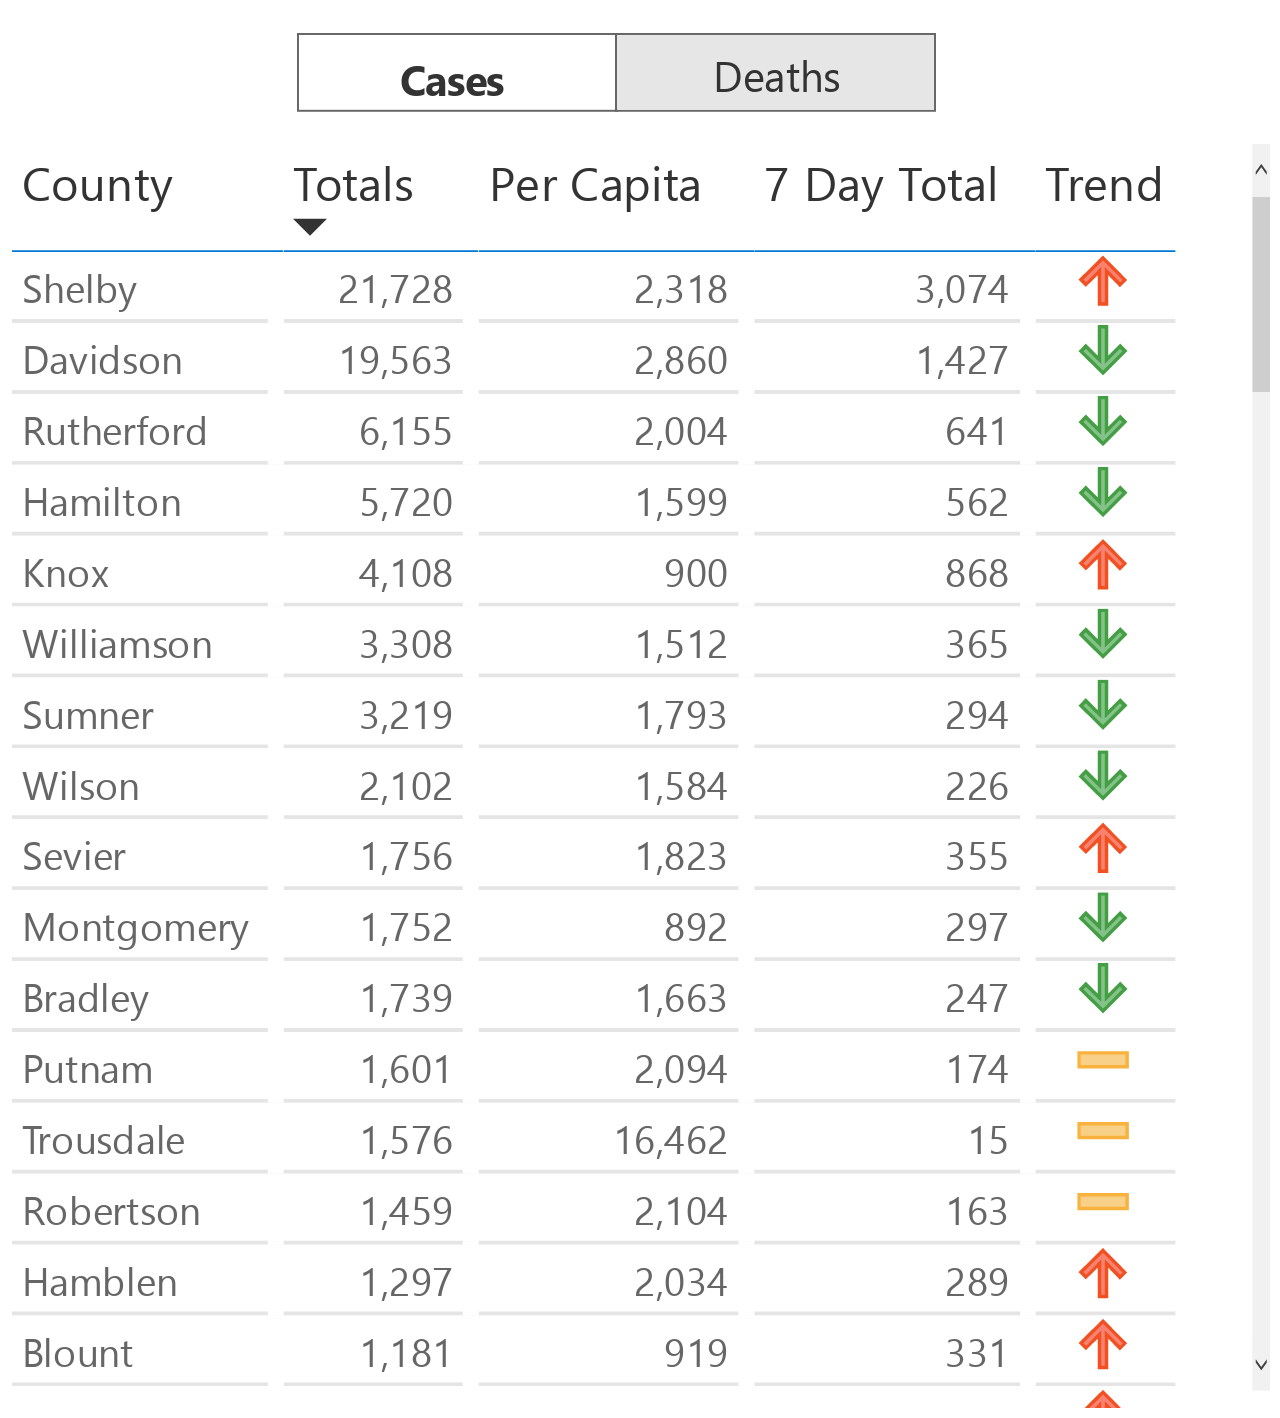 Cases Deaths
County Totals Per Capita 7 Day Total Trend
Shelby 21,728 2,318 3,074
Davidson 19,563 2,860 1,427
Rutherford 6,155 2,004 641
Hamilton 5,720 1,599 562
Knox 4,108 900 868
Williamson 3,308 1,512 365
Sumner 3,219 1,793 294
Wilson 2,102 1,584 226
Sevier 1,756 1,823 355
Montgomery 1,752 892 297
Bradley 1,739 1,663 247
Putnam 1,601 2,094 174
Trousdale 1,576 16,462 15
Robertson 1,459 2,104 163
Hamblen 1,297 2,034 289
Blount 1,181 919 331